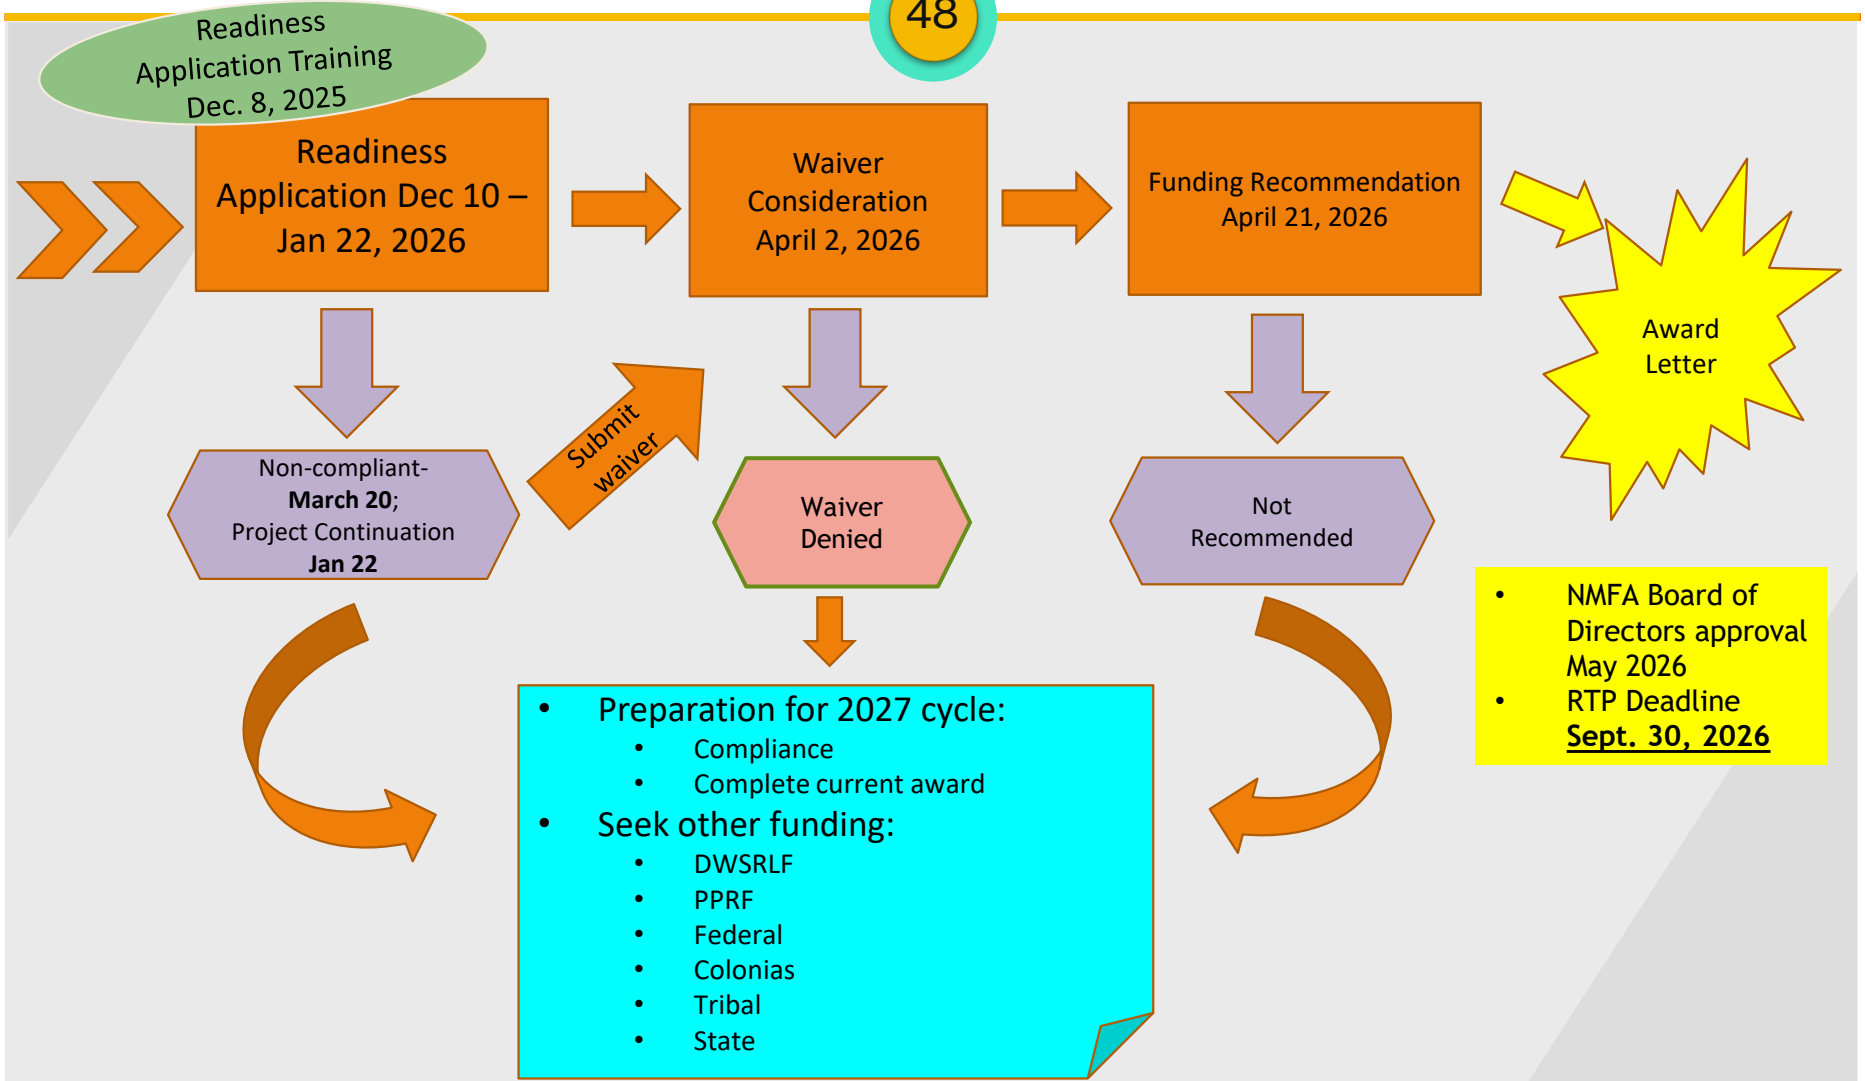 48
Readiness
Application Training
Dec. 8, 2025
Readiness
Application Dec 10 –
Jan 22, 2026
Waiver
Consideration
April 2, 2026
Funding Recommendation
April 21, 2026
Award
Letter
Submit
waiver
Non-compliant-
March 20;
Project Continuation
Jan 22
Waiver
Denied
Not
Recommended
• NMFA Board of
Directors approval
May 2026
• RTP Deadline
Sept. 30, 2026
• Preparation for 2027 cycle:
• Compliance
• Complete current award
• Seek other funding:
• DWSRLF
• PPRF
• Federal
• Colonias
• Tribal
• State